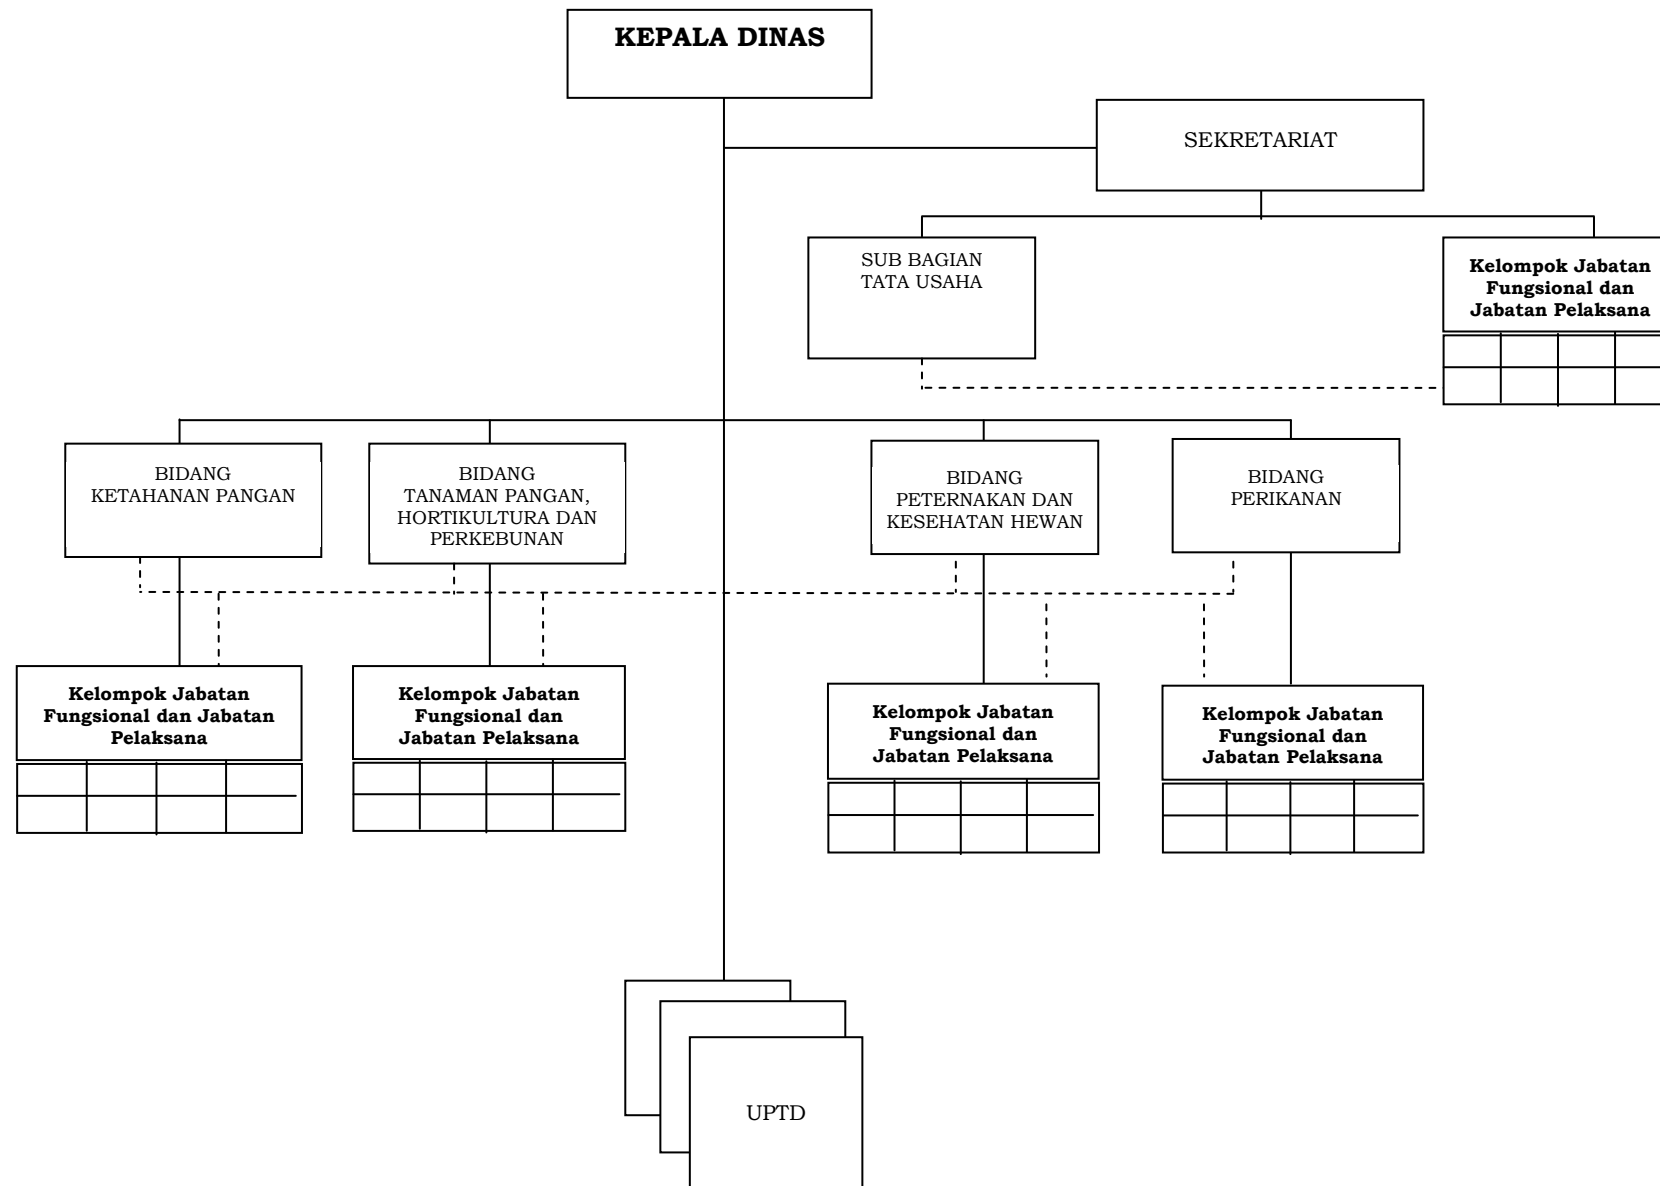 KEPALA DINAS
SEKRETARIAT
SUB BAGIAN
TATA USAHA
Kelompok Jabatan
Fungsional dan
Jabatan Pelaksana
BIDANG
KETAHANAN PANGAN
BIDANG
TANAMAN PANGAN,
HORTIKULTURA DAN
PERKEBUNAN
BIDANG
PETERNAKAN DAN
KESEHATAN HEWAN
BIDANG
PERIKANAN
Kelompok Jabatan
Fungsional dan Jabatan
Pelaksana
Kelompok Jabatan
Fungsional dan
Jabatan Pelaksana
Kelompok Jabatan
Fungsional dan
Jabatan Pelaksana
Kelompok Jabatan
Fungsional dan
Jabatan Pelaksana
UPTD